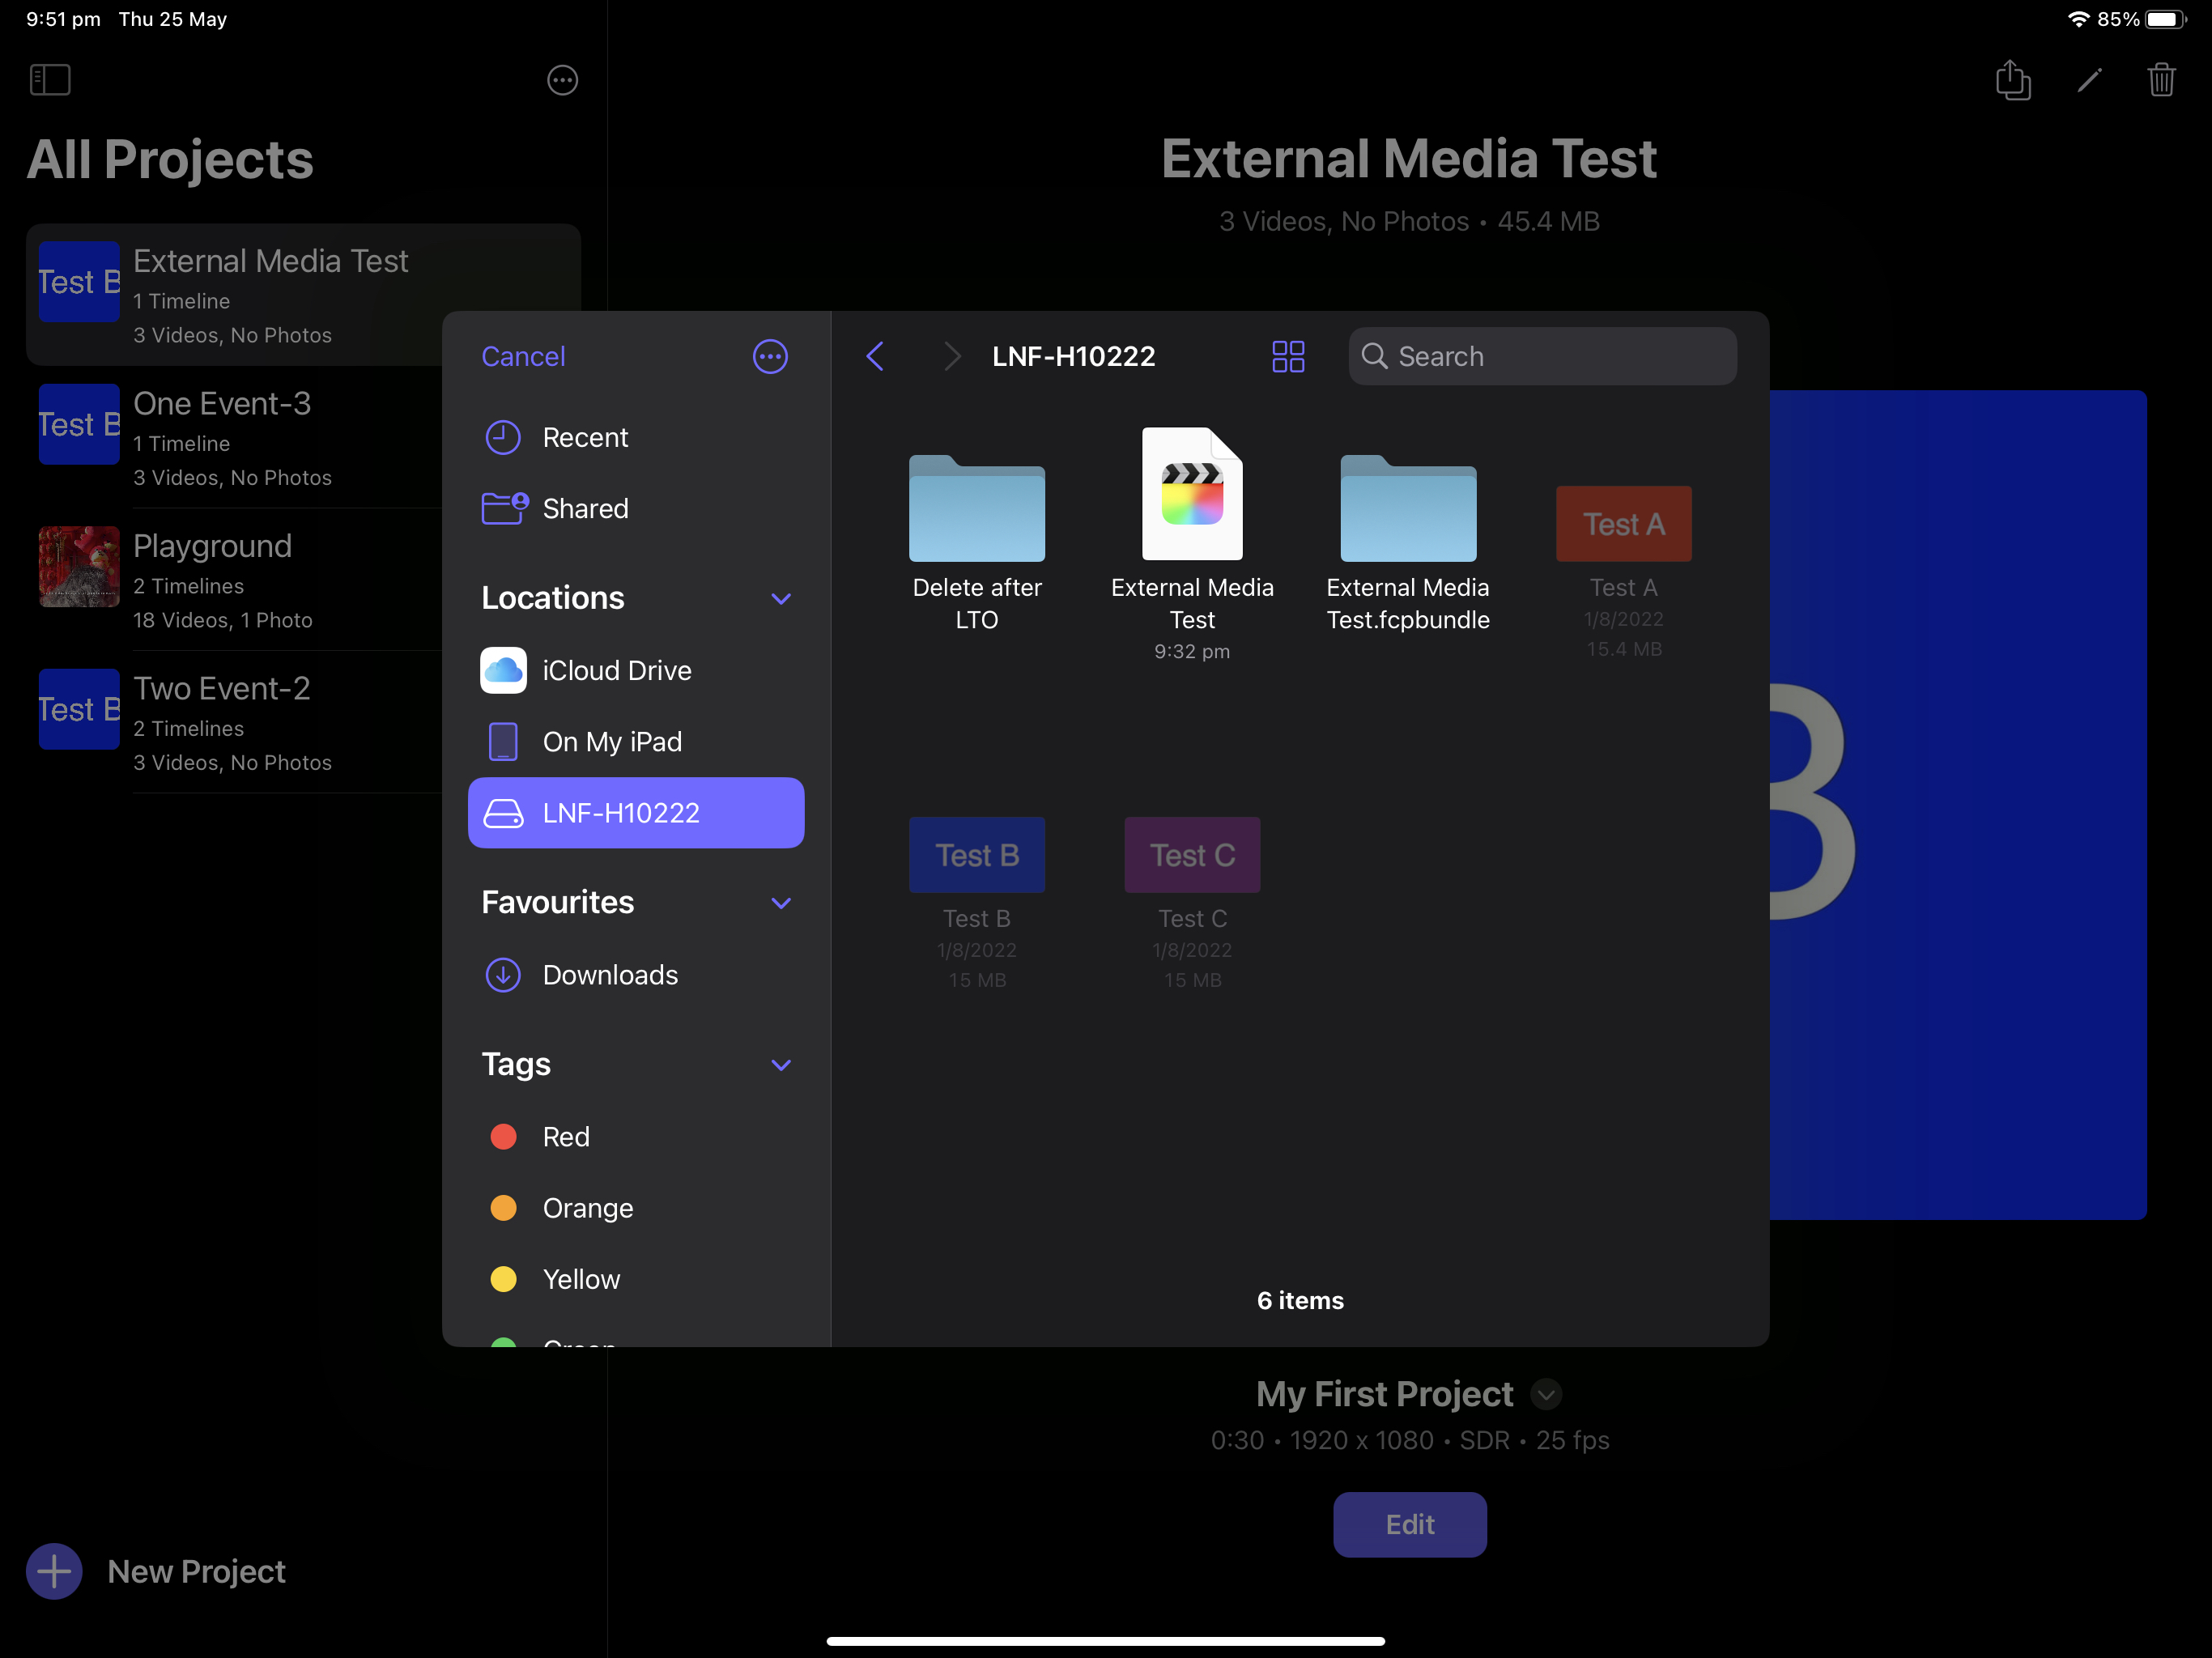 9:51 pm Thu 25 May
85%
All Projects
Test B
External Media Test
1 Timeline
3 Videos, No Photos
Test B
One Event-3
1 Timeline
3 Videos, No Photos
Playground
2 Timelines
18 Videos, 1 Photo
Test B
Two Event-2
2 Timelines
3 Videos, No Photos
New Project
External Media Test
3 Videos, No Photos • 45.4 MB
Cancel
Recent
Shared
Locations
iCloud Drive
On My iPad
LNF-H10222
Favourites
Downloads
Tags
Red
Orange
Yellow
Green
LNF-H10222
Search
Delete after
LTO
External Media
Test
9:32 pm
External Media
Test.fcpbundle
Test A
Test A
1/8/2022
15.4 MB
Test B
Test B
1/8/2022
15 MB
Test C
Test C
1/8/2022
15 MB
6 items
B
My First Project
0:30 • 1920 x 1080 • SDR • 25 fps
Edit